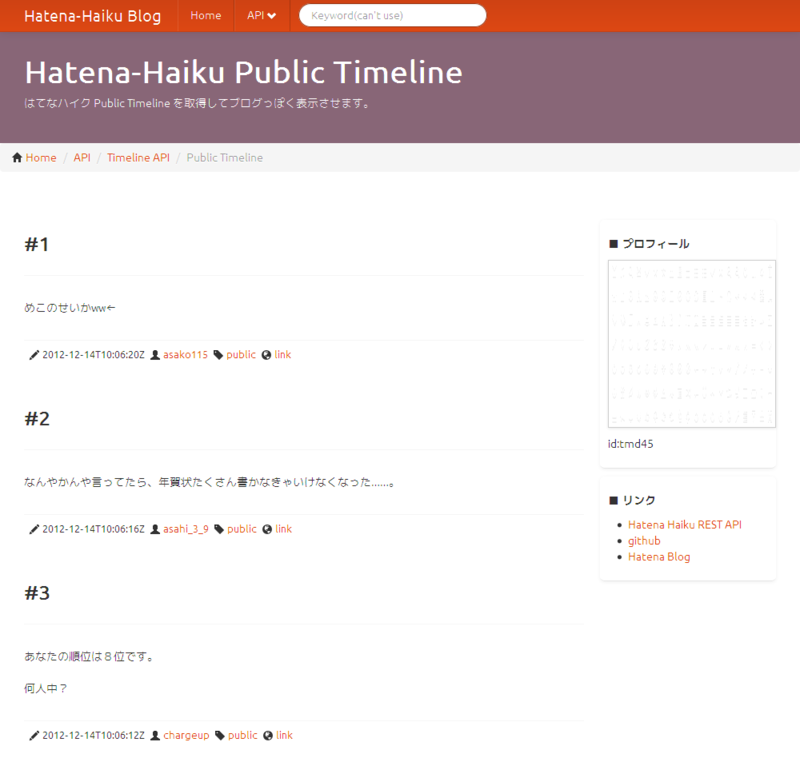 Hatena-Haiku Blog Home API Keyword(can't use)
Hatena-Haiku Public Timeline
はてなハイク Public Timeline を取得してブログっぽく表示させます。
Home / API / Timeline API / Public Timeline
#1
めこのせいかww←
2012-12-14T10:06:20Z asako115 public link
#2
なんやかんや言ってたら、年賀状たくさん書かなきゃいけなくなった……。
2012-12-14T10:06:16Z asahi_3_9 public link
#3
あなたの順位は８位です。
何人中？
2012-12-14T10:06:12Z chargeup public link
■ プロフィール
id:tmd45
■ リンク
Hatena Haiku REST API
github
Hatena Blog